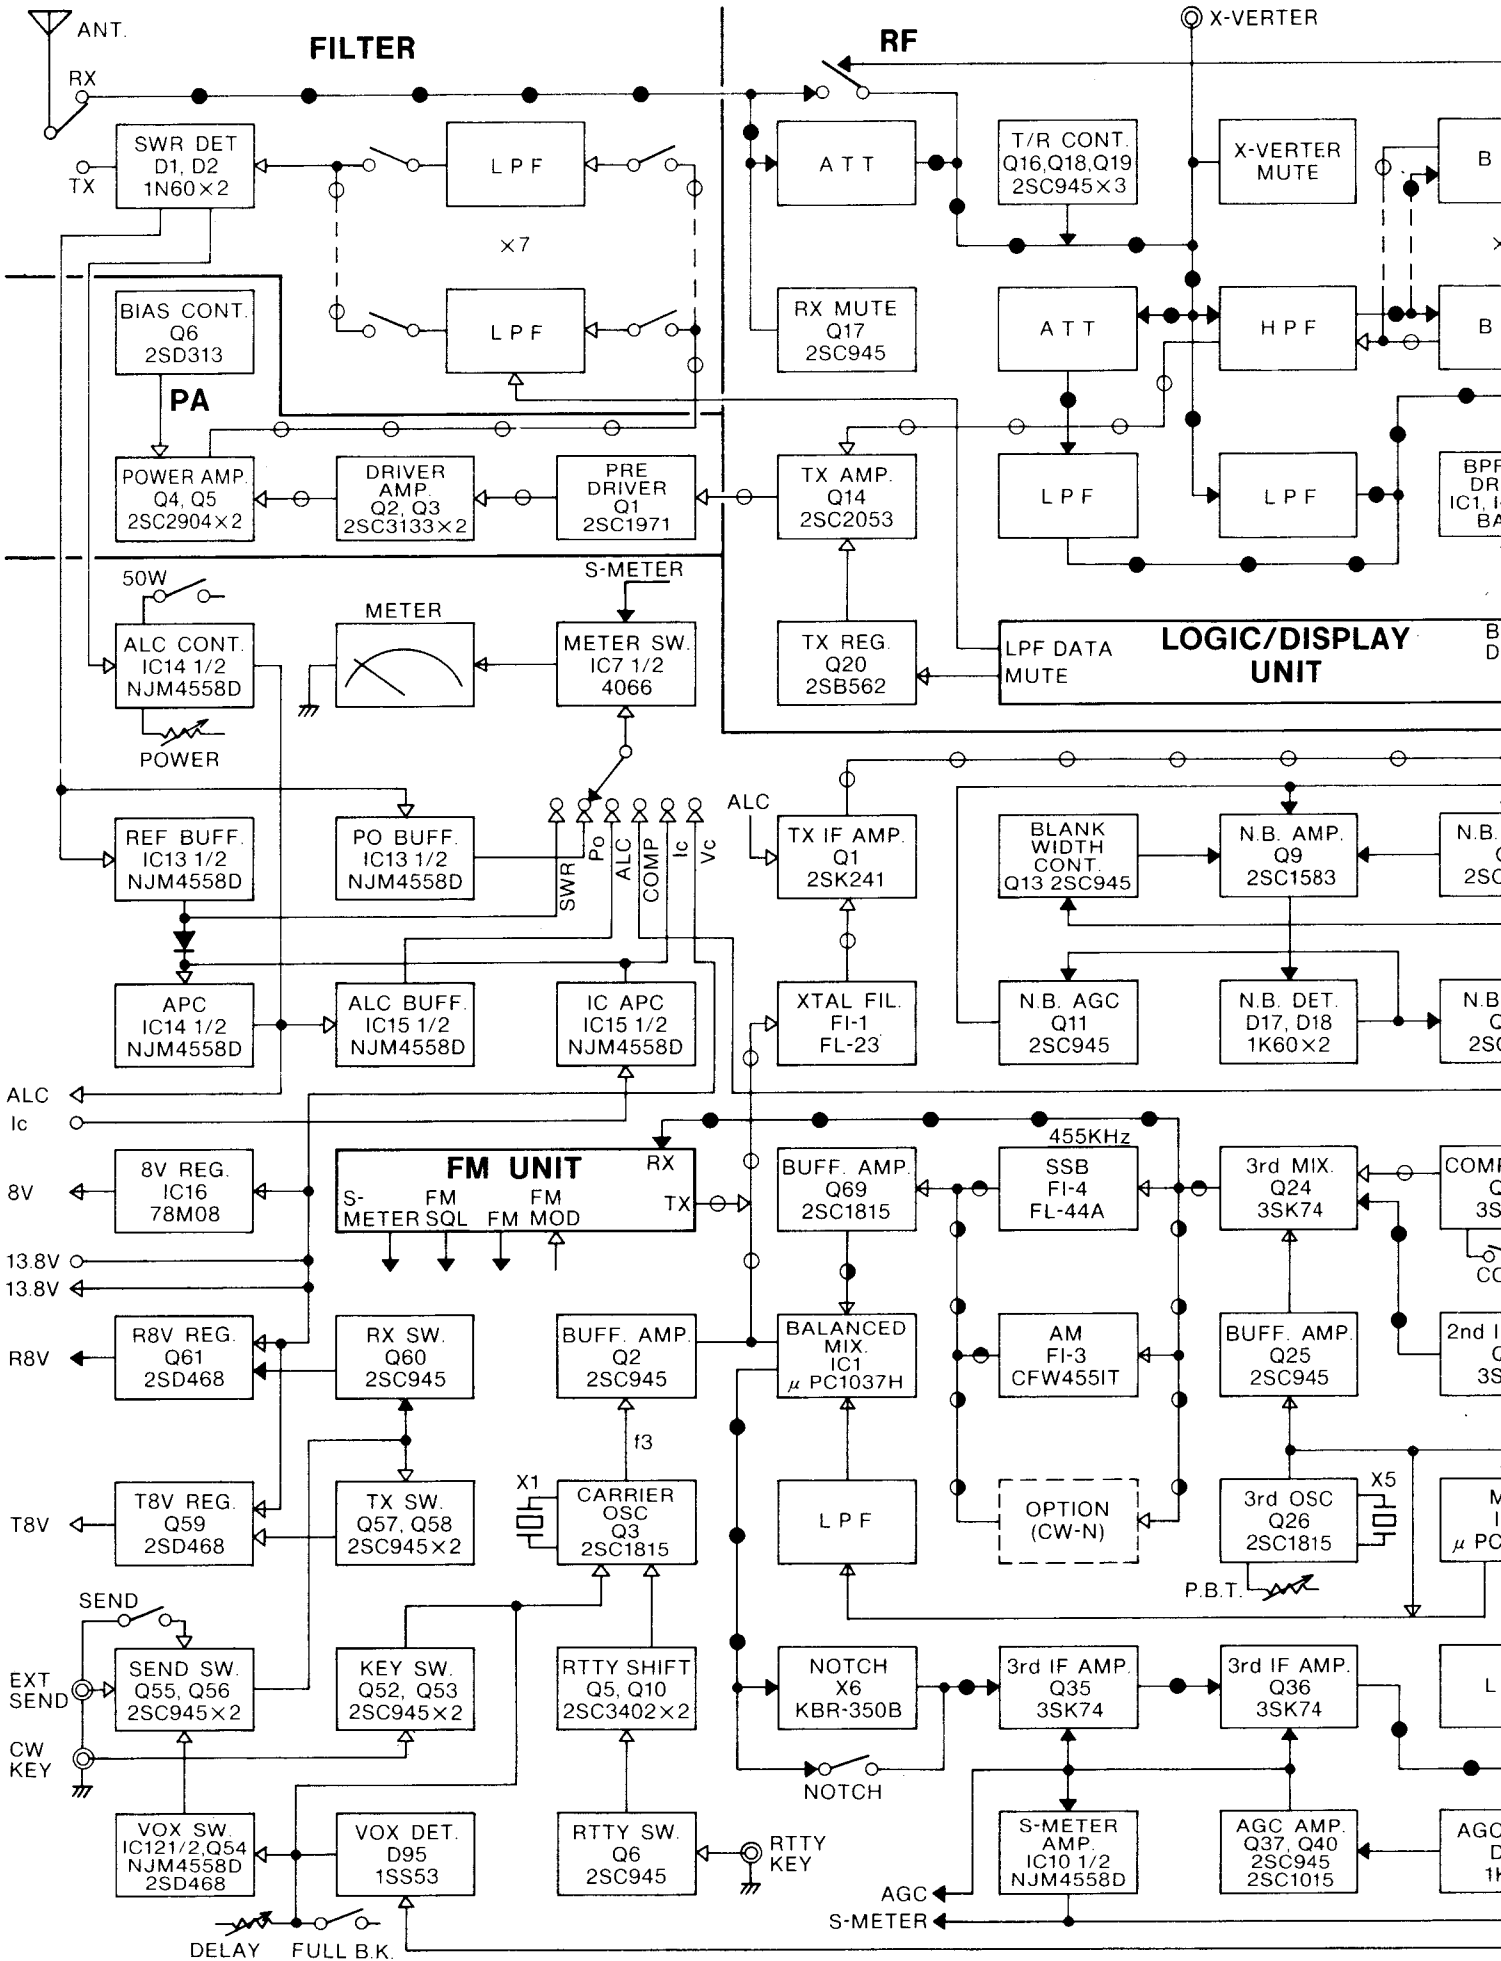 ANT.
FILTER
RF
X-VERTER
RX
TX
SWR DET
D1, D2
1N60×2
LPF
×7
LPF
ATT
T/R CONT.
Q16,Q18,Q19
2SC945×3
X-VERTER
MUTE
B
BIAS CONT.
Q6
2SD313
PA
RX MUTE
Q17
2SC945
ATT
HPF
B
POWER AMP.
Q4, Q5
2SC2904×2
DRIVER
AMP.
Q2, Q3
2SC3133×2
PRE
DRIVER
Q1
2SC1971
TX AMP.
Q14
2SC2053
LPF
LPF
BPF
DR
IC1, I
BA
50W
S-METER
METER
ALC CONT.
IC14 1/2
NJM4558D
METER SW.
IC7 1/2
4066
TX REG.
Q20
2SB562
LPF DATA
MUTE
LOGIC/DISPLAY
UNIT
B
D
POWER
ALC
REF BUFF.
IC13 1/2
NJM4558D
PO BUFF.
IC13 1/2
NJM4558D
SWR
Po
ALC
COMP
Ic
Vc
TX IF AMP.
Q1
2SK241
BLANK
WIDTH
CONT.
Q13 2SC945
N.B. AMP.
Q9
2SC1583
N.B.
2SC
APC
IC14 1/2
NJM4558D
ALC BUFF.
IC15 1/2
NJM4558D
IC APC
IC15 1/2
NJM4558D
XTAL FIL.
FI-1
FL-23
N.B. AGC
Q11
2SC945
N.B. DET.
D17, D18
1K60×2
N.B
Q
2SC
ALC
Ic
8V
8V REG.
IC16
78M08
FM UNIT
RX
TX
S-
METER
FM
SQL
FM
FM
MOD
BUFF. AMP.
Q69
2SC1815
455KHz
SSB
FI-4
FL-44A
3rd MIX.
Q24
3SK74
COMP
Q
3S
CO
13.8V
13.8V
R8V
R8V REG.
Q61
2SD468
RX SW.
Q60
2SC945
BUFF. AMP.
Q2
2SC945
BALANCED
MIX.
IC1
μ PC1037H
AM
FI-3
CFW455IT
BUFF. AMP.
Q25
2SC945
2nd I
Q
3S
f3
X1
X5
T8V
T8V REG.
Q59
2SD468
TX SW.
Q57, Q58
2SC945×2
CARRIER
OSC
Q3
2SC1815
LPF
OPTION
(CW-N)
3rd OSC
Q26
2SC1815
M
I
μ PC
P.B.T.
SEND
EXT
SEND
SEND SW.
Q55, Q56
2SC945×2
KEY SW.
Q52, Q53
2SC945×2
RTTY SHIFT
Q5, Q10
2SC3402×2
NOTCH
X6
KBR-350B
3rd IF AMP.
Q35
3SK74
3rd IF AMP.
Q36
3SK74
L
CW
KEY
NOTCH
VOX SW.
IC121/2,Q54
NJM4558D
2SD468
VOX DET.
D95
1SS53
RTTY SW.
Q6
2SC945
RTTY
KEY
S-METER
AMP.
IC10 1/2
NJM4558D
AGC AMP.
Q37, Q40
2SC945
2SC1015
AGC
D
1K
AGC
S-METER
DELAY
FULL B.K.